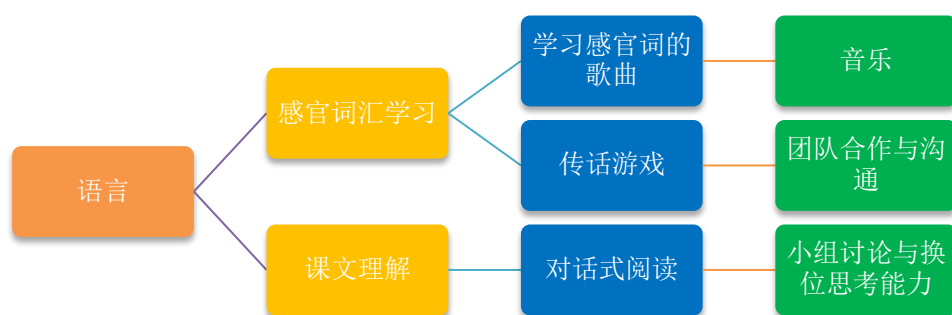 语言
感官词汇学习
学习感官词的
歌曲
音乐
传话游戏
团队合作与沟
通
课文理解
对话式阅读
小组讨论与换
位思考能力